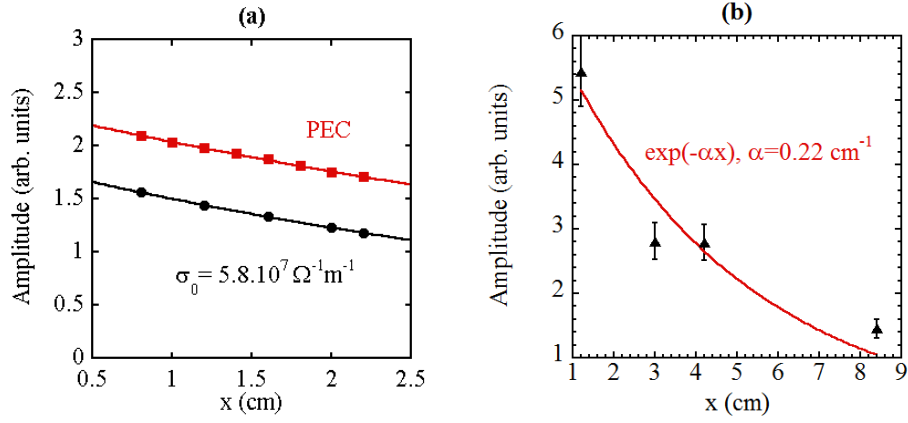 (a)
Amplitude (arb. units)
3
2.5
2
1.5
1
0.5
0
PEC
σ₀= 5.8.10⁷ Ω⁻¹m⁻¹
0.5 1 1.5 2 2.5
x (cm)
(b)
Amplitude (arb. units)
6
5
4
3
2
1
exp(-αx), α=0.22 cm⁻¹
1 2 3 4 5 6 7 8 9
x (cm)